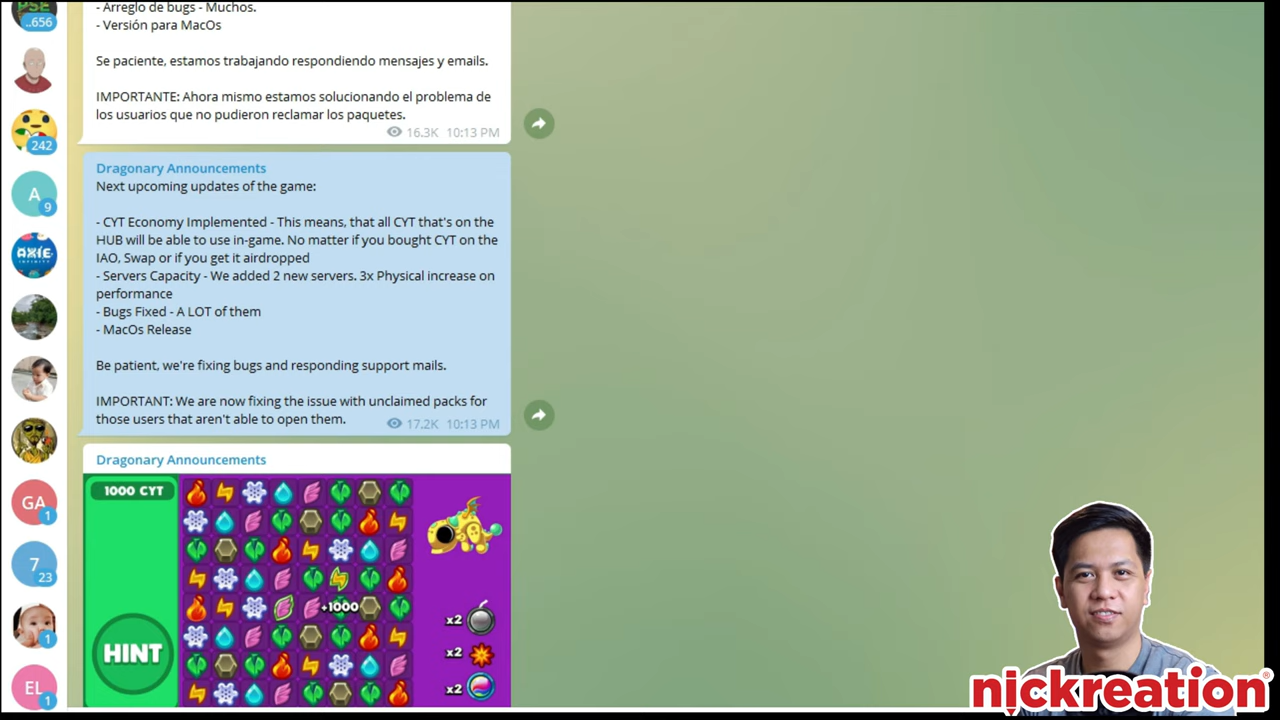 PSE
..656
- Arreglo de bugs - Muchos.
- Versión para MacOs
Se paciente, estamos trabajando respondiendo mensajes y emails.
IMPORTANTE: Ahora mismo estamos solucionando el problema de
los usuarios que no pudieron reclamar los paquetes.
16.3K 10:13 PM
242
A
9
AXIE
INFINITY
Dragonary Announcements
Next upcoming updates of the game:
- CYT Economy Implemented - This means, that all CYT that's on the
HUB will be able to use in-game. No matter if you bought CYT on the
IAO, Swap or if you get it airdropped
- Servers Capacity - We added 2 new servers. 3x Physical increase on
performance
- Bugs Fixed - A LOT of them
- MacOs Release
Be patient, we're fixing bugs and responding support mails.
IMPORTANT: We are now fixing the issue with unclaimed packs for
those users that aren't able to open them.
17.2K 10:13 PM
Dragonary Announcements
1000 CYT
+1000
HINT
x2
x2
x2
GA
1
7
23
1
EL
1
nickreation®